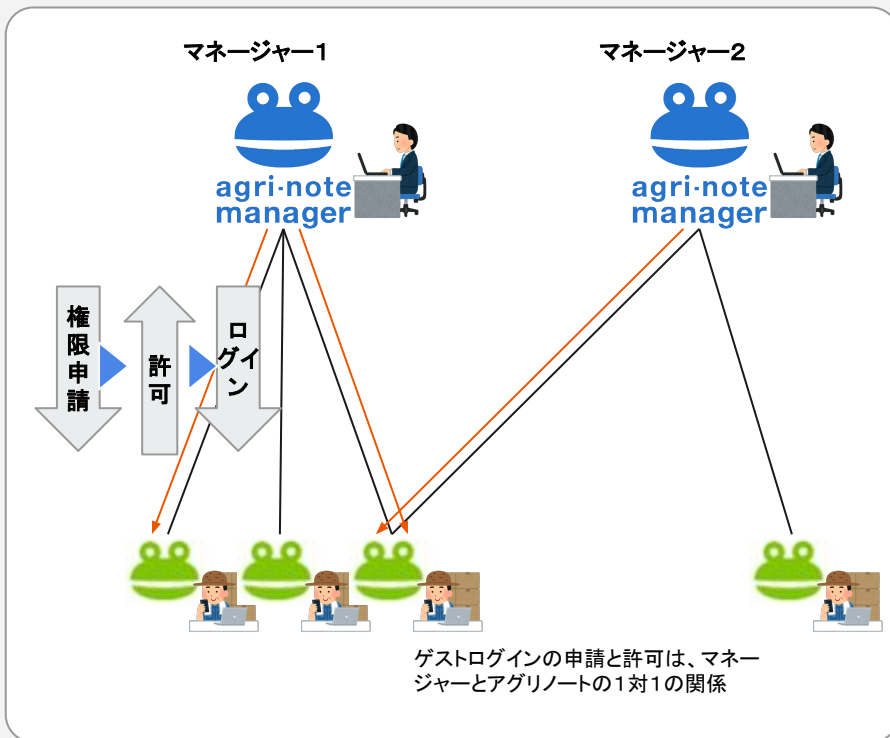 マネージャー1
マネージャー2
agri-note
manager
agri-note
manager
権限申請
許可
ログイン
ゲストログインの申請と許可は、マネー
ジャーとアグリノートの1対1の関係